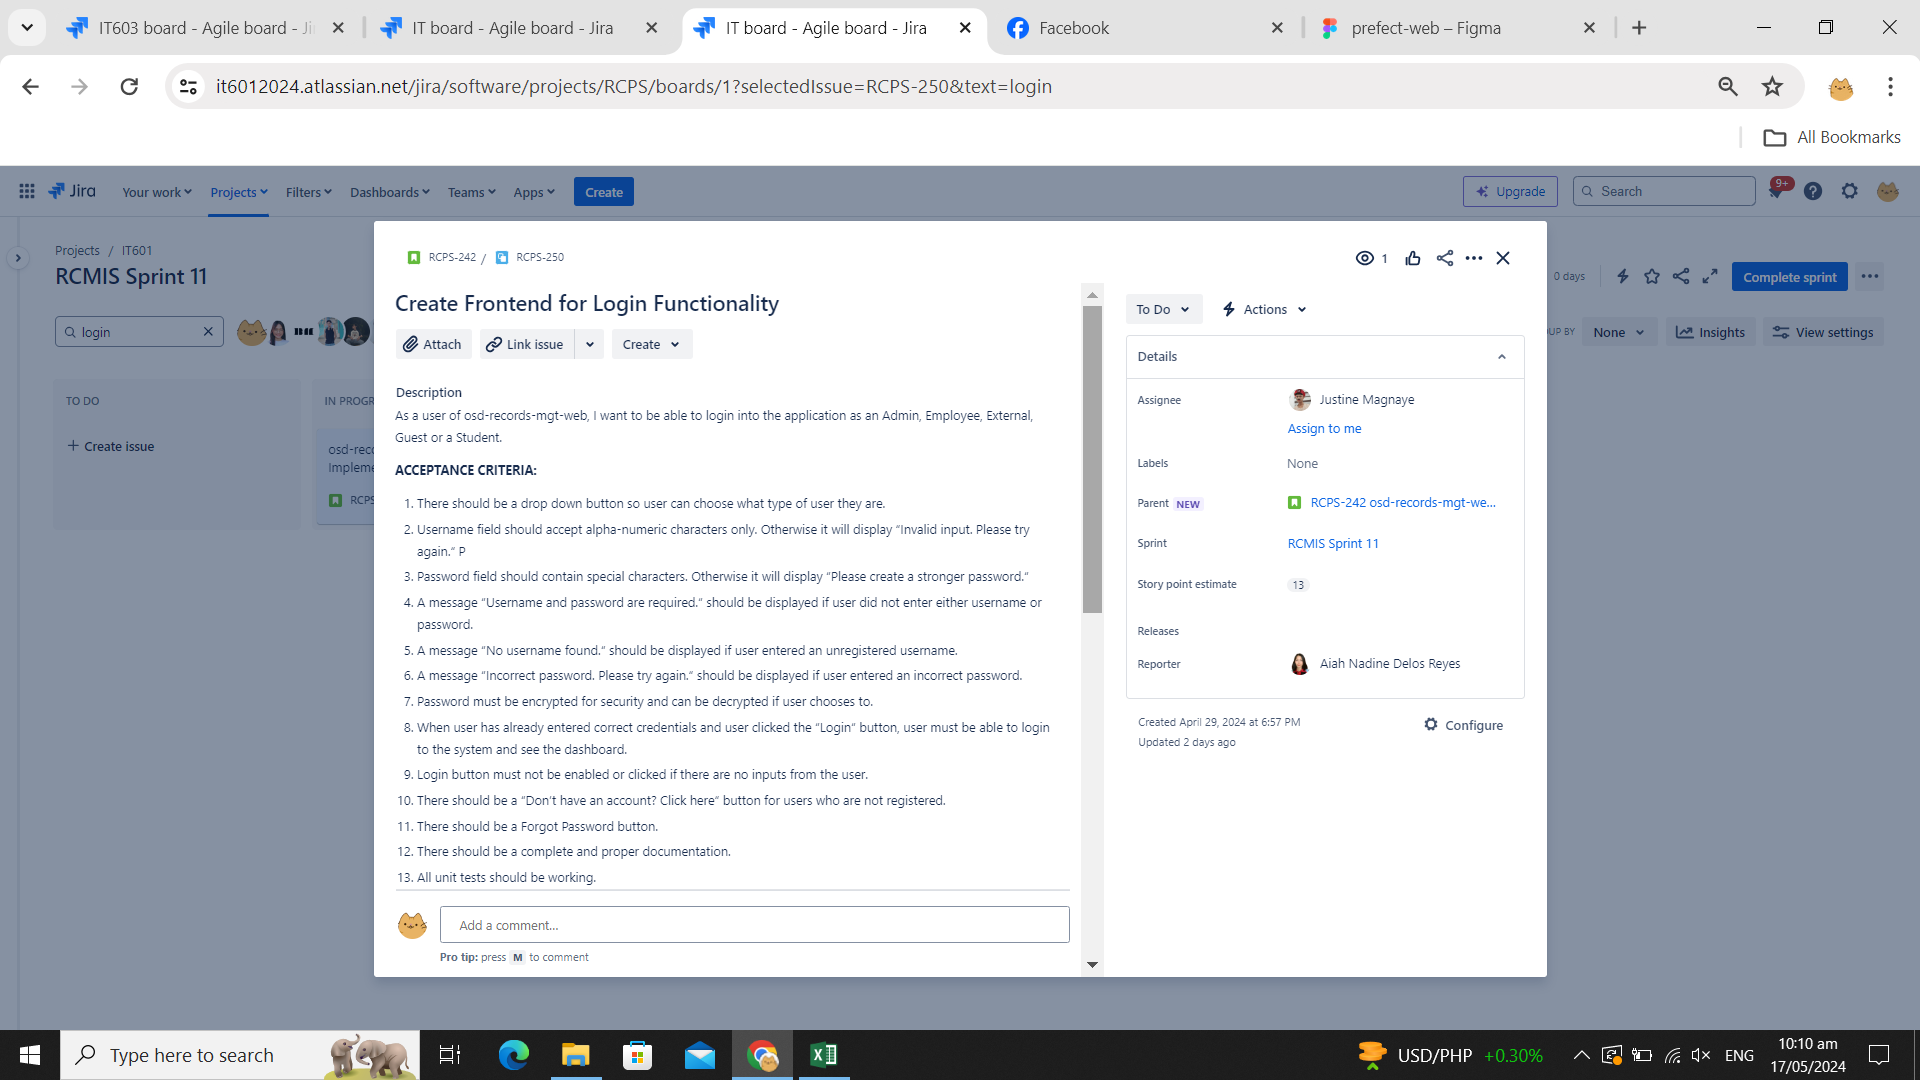 IT603 board - Agile board - Ji
IT board - Agile board - Jira
IT board - Agile board - Jira
Facebook
prefect-web – Figma
it6012024.atlassian.net/jira/software/projects/RCPS/boards/1?selectedIssue=RCPS-250&text=login
All Bookmarks
Jira
Your work
Projects
Filters
Dashboards
Teams
Apps
Create
Upgrade
Search
9+
Projects / IT601
RCMIS Sprint 11
0 days
Complete sprint
login
UP BY
None
Insights
View settings
TO DO
IN PROGR
+ Create issue
osd-reco
Impleme
RCPS
RCPS-242 / RCPS-250
1
Create Frontend for Login Functionality
Attach
Link issue
Create
Description
As a user of osd-records-mgt-web, I want to be able to login into the application as an Admin, Employee, External,
Guest or a Student.
ACCEPTANCE CRITERIA:
1. There should be a drop down button so user can choose what type of user they are.
2. Username field should accept alpha-numeric characters only. Otherwise it will display “Invalid input. Please try
again.” P
3. Password field should contain special characters. Otherwise it will display “Please create a stronger password.”
4. A message “Username and password are required.” should be displayed if user did not enter either username or
password.
5. A message “No username found.” should be displayed if user entered an unregistered username.
6. A message “Incorrect password. Please try again.” should be displayed if user entered an incorrect password.
7. Password must be encrypted for security and can be decrypted if user chooses to.
8. When user has already entered correct credentials and user clicked the “Login” button, user must be able to login
to the system and see the dashboard.
9. Login button must not be enabled or clicked if there are no inputs from the user.
10. There should be a “Don’t have an account? Click here” button for users who are not registered.
11. There should be a Forgot Password button.
12. There should be a complete and proper documentation.
13. All unit tests should be working.
Add a comment...
Pro tip: press M to comment
To Do
Actions
Details
Assignee
Justine Magnaye
Assign to me
Labels
None
Parent NEW
RCPS-242 osd-records-mgt-we...
Sprint
RCMIS Sprint 11
Story point estimate
13
Releases
Reporter
Aiah Nadine Delos Reyes
Created April 29, 2024 at 6:57 PM
Updated 2 days ago
Configure
Type here to search
USD/PHP +0.30%
ENG
10:10 am
17/05/2024